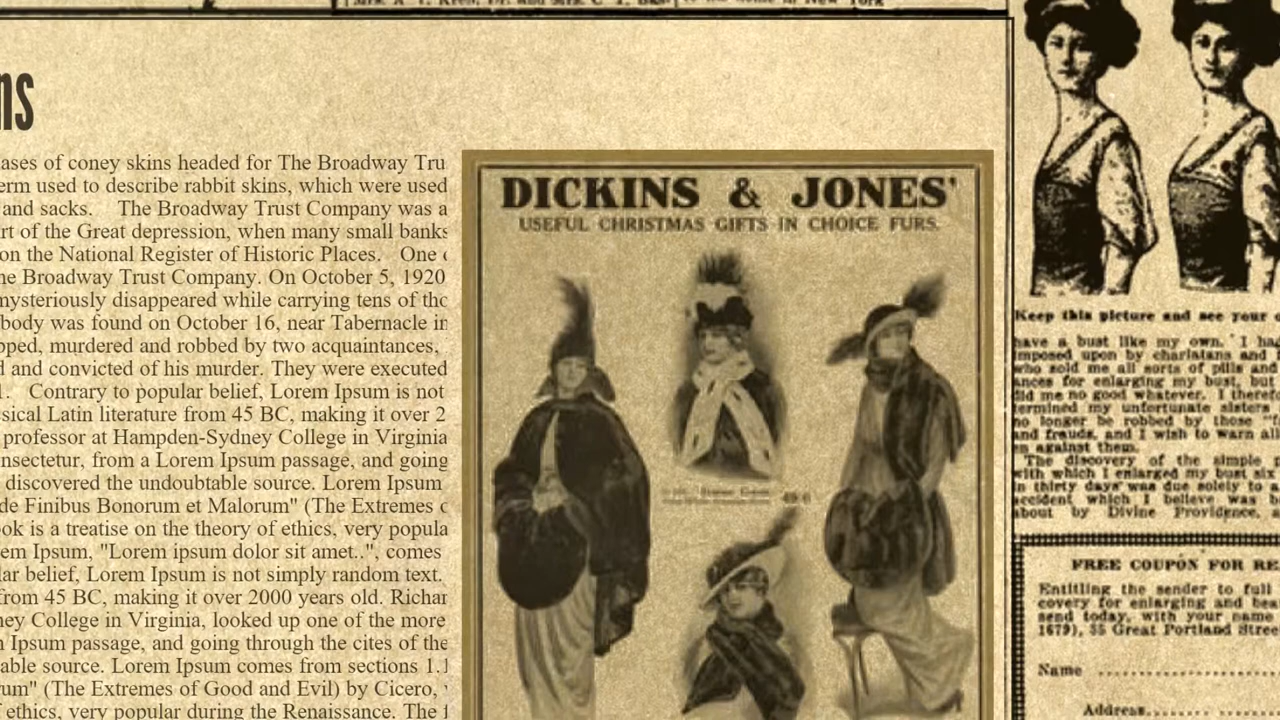 ns
ases of coney skins headed for The Broadway Tru
erm used to describe rabbit skins, which were used
and sacks. The Broadway Trust Company was a
rt of the Great depression, when many small banks
on the National Register of Historic Places. One
he Broadway Trust Company. On October 5, 1920
mysteriously disappeared while carrying tens of tho
body was found on October 16, near Tabernacle in
pped, murdered and robbed by two acquaintances,
d and convicted of his murder. They were executed
1. Contrary to popular belief, Lorem Ipsum is not
ssical Latin literature from 45 BC, making it over 2
professor at Hampden-Sydney College in Virginia
nsectetur, from a Lorem Ipsum passage, and going
discovered the undoubtable source. Lorem Ipsum
de Finibus Bonorum et Malorum" (The Extremes
ok is a treatise on the theory of ethics, very popula
em Ipsum, "Lorem ipsum dolor sit amet..", comes
lar belief, Lorem Ipsum is not simply random text.
from 45 BC, making it over 2000 years old. Richar
ney College in Virginia, looked up one of the more
n Ipsum passage, and going through the cites of the
able source. Lorem Ipsum comes from sections 1.1
rum" (The Extremes of Good and Evil) by Cicero,
f ethics, very popular during the Renaissance. The
DICKINS & JONES'
USEFUL CHRISTMAS GIFTS IN CHOICE FURS.
Keep this picture and see your
have a bust like my own. I had
imposed upon by charlatans and
who sold me all sorts of pills and
ances for enlarging my bust, but
did me no good whatever. I therefo
termined my unfortunate sisters
no longer be robbed by those "f
and frauds, and I wish to warn all
en against them.
The discovery of the simple
with which I enlarged my bust six
in thirty days was due solely to a
accident which I believe was b
about by Divine Providence, a
FREE COUPON FOR RE
Entitling the sender to full
covery for enlarging and bea
send today, with your name
1679), 55 Great Portland Stree
Name
Address